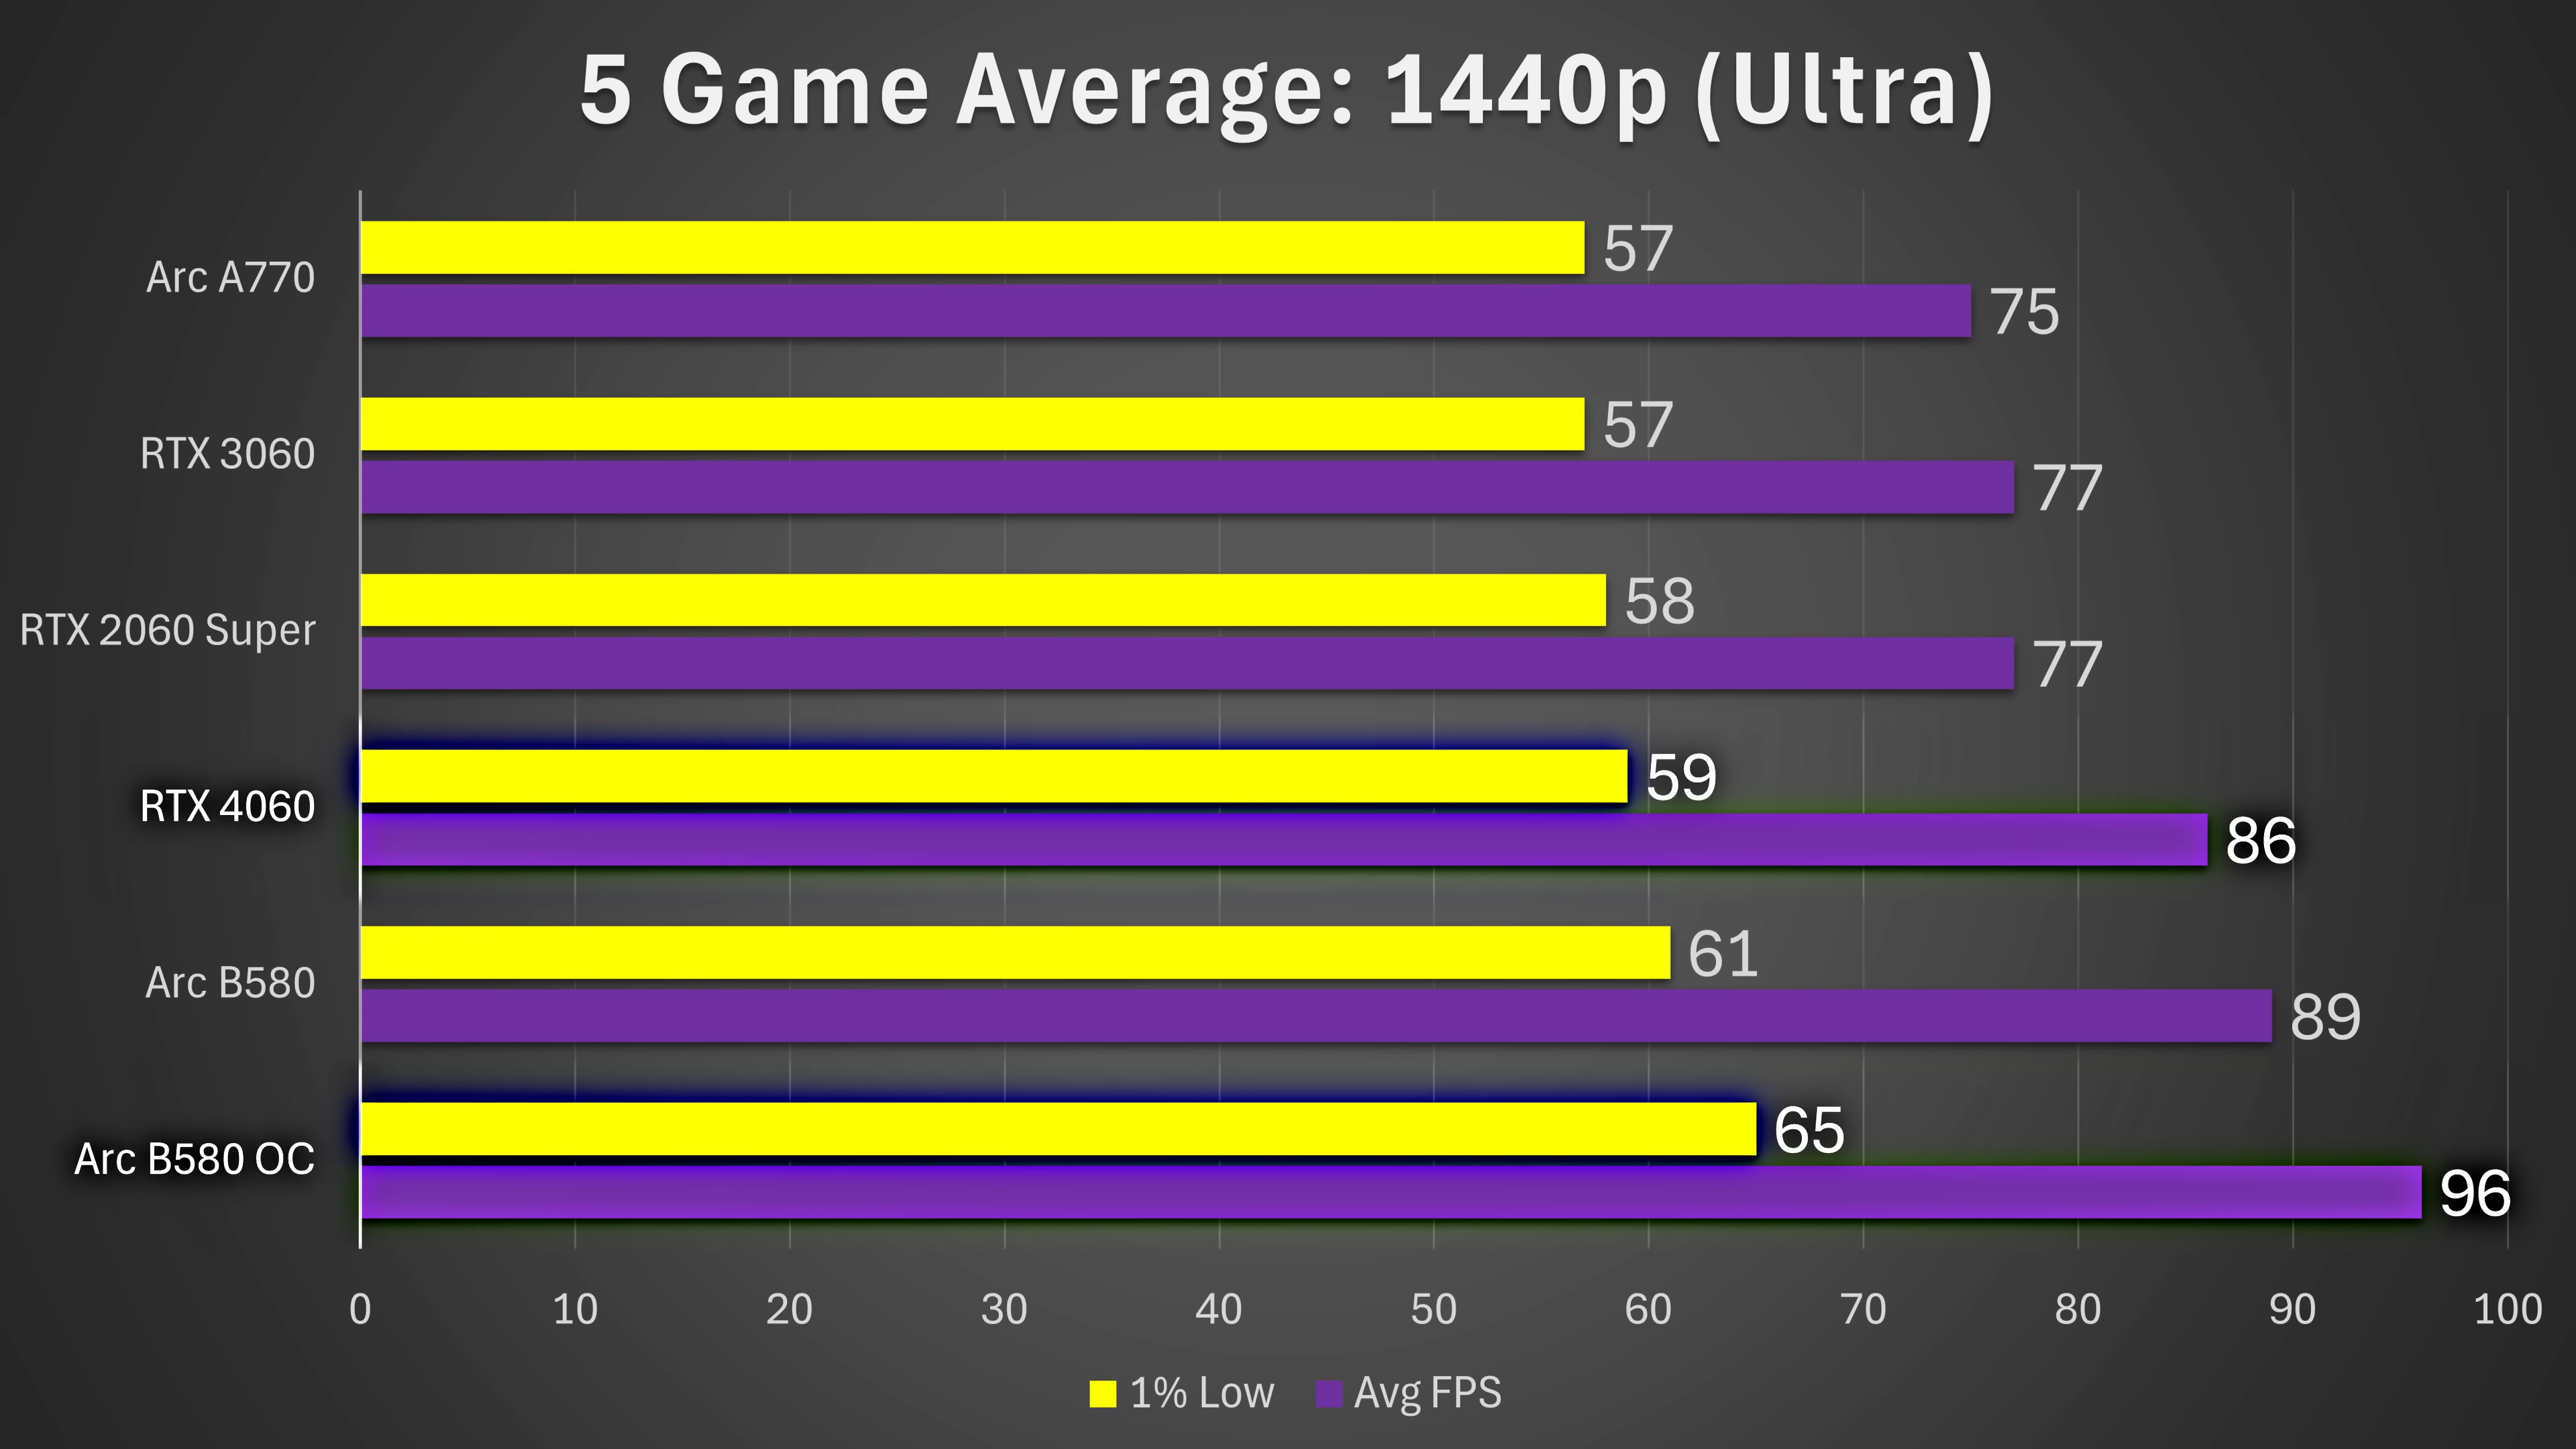 5 Game Average: 1440p (Ultra)
Arc A770
57
75
RTX 3060
57
77
RTX 2060 Super
58
77
RTX 4060
59
86
Arc B580
61
89
Arc B580 OC
65
96
0 10 20 30 40 50 60 70 80 90 100
1% Low Avg FPS